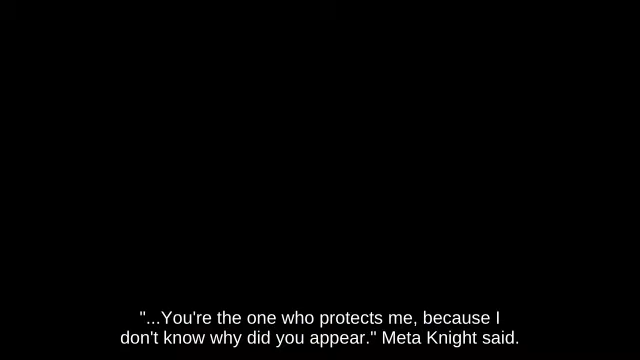 "...You're the one who protects me, because I
don't know why did you appear." Meta Knight said.